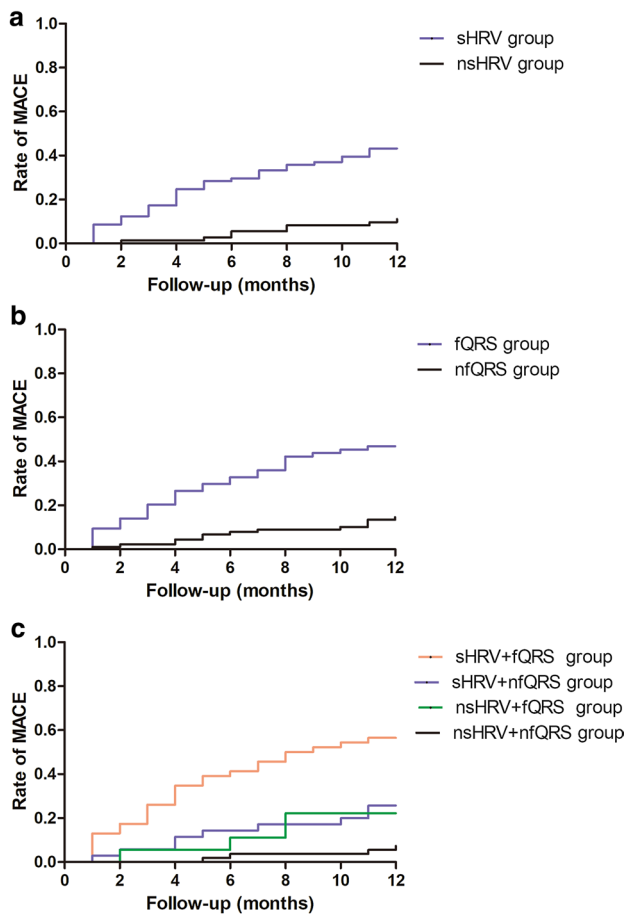 a
1.0
0.8
0.6
0.4
0.2
0.0
Rate of MACE
0 2 4 6 8 10 12
Follow-up (months)
sHRV group
nsHRV group
b
1.0
0.8
0.6
0.4
0.2
0.0
Rate of MACE
0 2 4 6 8 10 12
Follow-up (months)
fQRS group
nfQRS group
c
1.0
0.8
0.6
0.4
0.2
0.0
Rate of MACE
0 2 4 6 8 10 12
Follow-up (months)
sHRV+fQRS group
sHRV+nfQRS group
nsHRV+fQRS group
nsHRV+nfQRS group